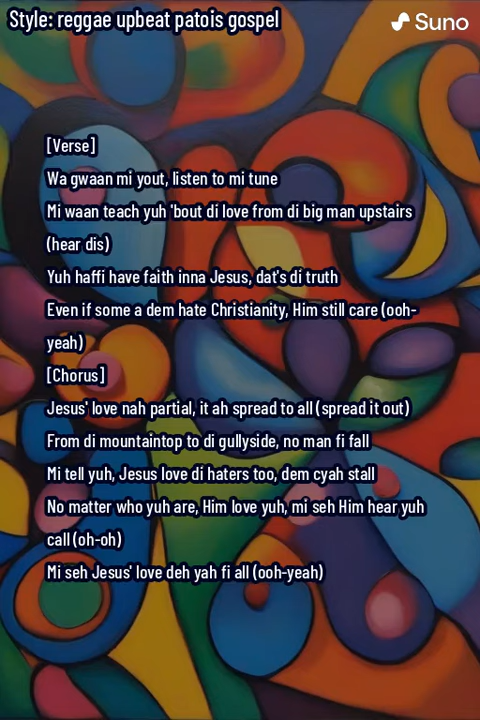 Style: reggae upbeat patois gospel
Suno
[Verse]
Wa gwaan mi yout, listen to mi tune
Mi waan teach yuh 'bout di love from di big man upstairs
(hear dis)
Yuh haffi have faith inna Jesus, dat's di truth
Even if some a dem hate Christianity, Him still care (ooh-
yeah)
[Chorus]
Jesus' love nah partial, it ah spread to all (spread it out)
From di mountaintop to di gullyside, no man fi fall
Mi tell yuh, Jesus love di haters too, dem cyah stall
No matter who yuh are, Him love yuh, mi seh Him hear yuh
call (oh-oh)
Mi seh Jesus' love deh yah fi all (ooh-yeah)